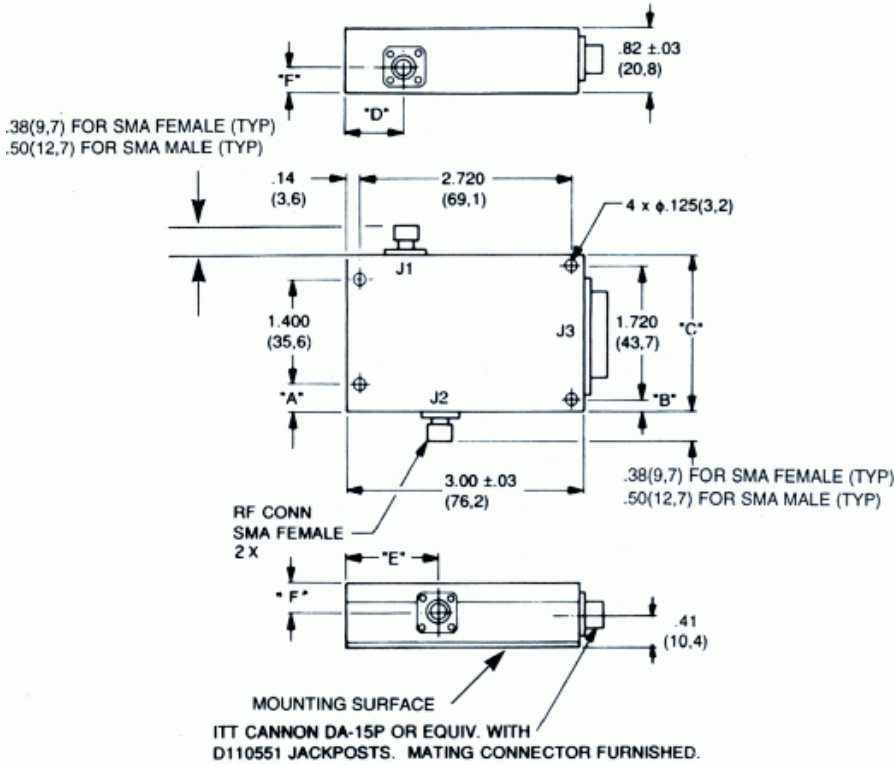 .82 ±.03
(20,8)
"F"
"D"
.38(9,7) FOR SMA FEMALE (TYP)
.50(12,7) FOR SMA MALE (TYP)
.14
(3,6)
2.720
(69,1)
4 x ϕ.125(3,2)
J1
1.400
(35,6)
J3
1.720
(43,7)
"C"
"A"
J2
"B"
3.00 ±.03
(76,2)
.38(9,7) FOR SMA FEMALE (TYP)
.50(12,7) FOR SMA MALE (TYP)
RF CONN
SMA FEMALE
2 X
"E"
" F"
.41
(10,4)
MOUNTING SURFACE
ITT CANNON DA-15P OR EQUIV. WITH
D110551 JACKPOSTS. MATING CONNECTOR FURNISHED.